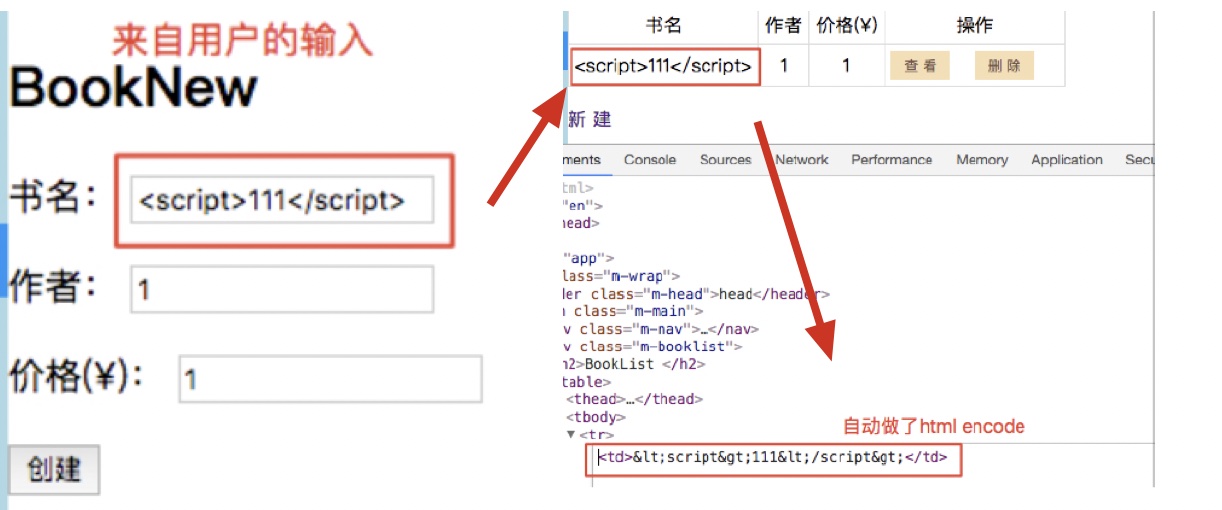 来自用户的输入
BookNew
书名： <script>111</script>
作者： 1
价格(¥)： 1
创建
书名 作者 价格(¥) 操作
<script>111</script> 1 1 查看 删除
新建
ments Console Sources Network Performance Memory Application Secu
tml>
"en">
head>
"app">
lass="m-wrap">
der class="m-head">head</header>
n class="m-main">
v class="m-nav">…</nav>
v class="m-booklist">
h2>BookList </h2>
table>
<thead>…</thead>
<tbody>
▼<tr>
自动做了html encode
<td>&lt;script&gt;111&lt;/script&gt;</td>